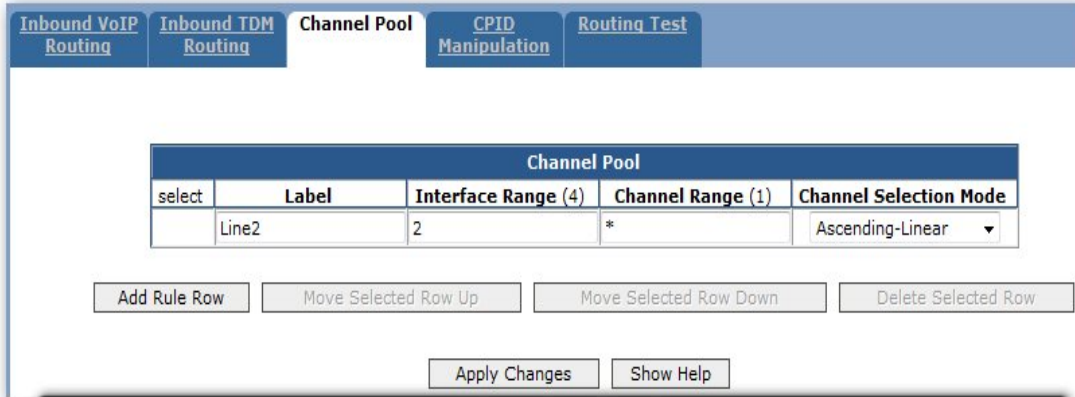 Inbound VoIP Routing
Inbound TDM Routing
Channel Pool
CPID Manipulation
Routing Test
Channel Pool
select Label Interface Range (4) Channel Range (1) Channel Selection Mode
Line2 2 * Ascending-Linear
Add Rule Row Move Selected Row Up Move Selected Row Down Delete Selected Row
Apply Changes Show Help